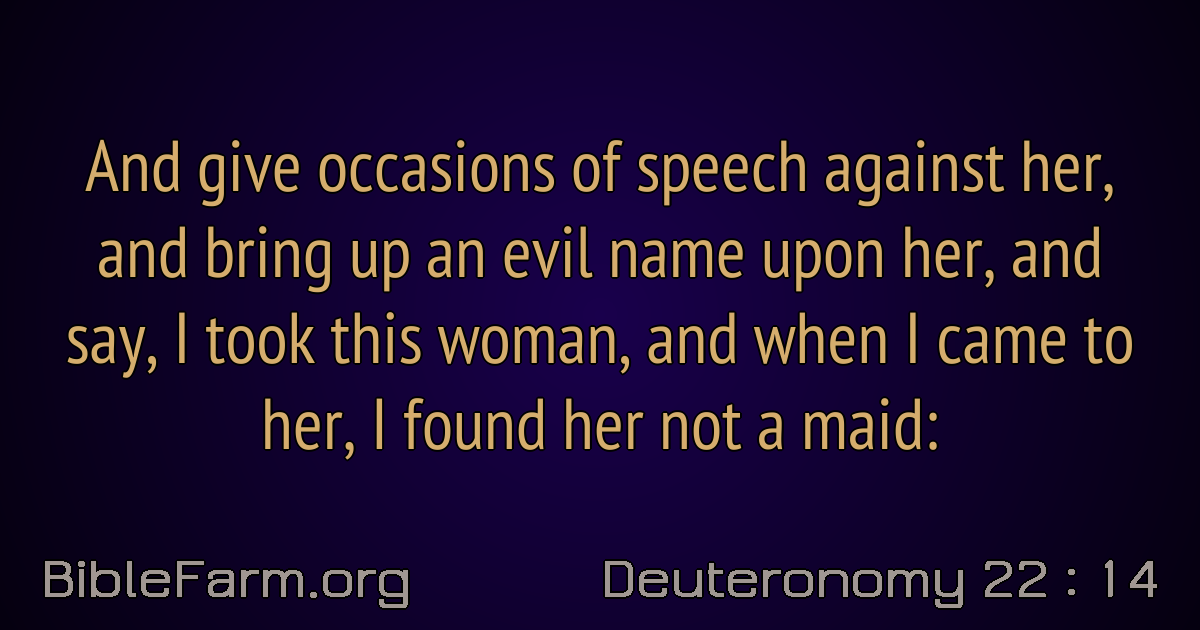 And give occasions of speech against her,
and bring up an evil name upon her, and
say, I took this woman, and when I came to
her, I found her not a maid:
BibleFarm.org
Deuteronomy 22 : 14